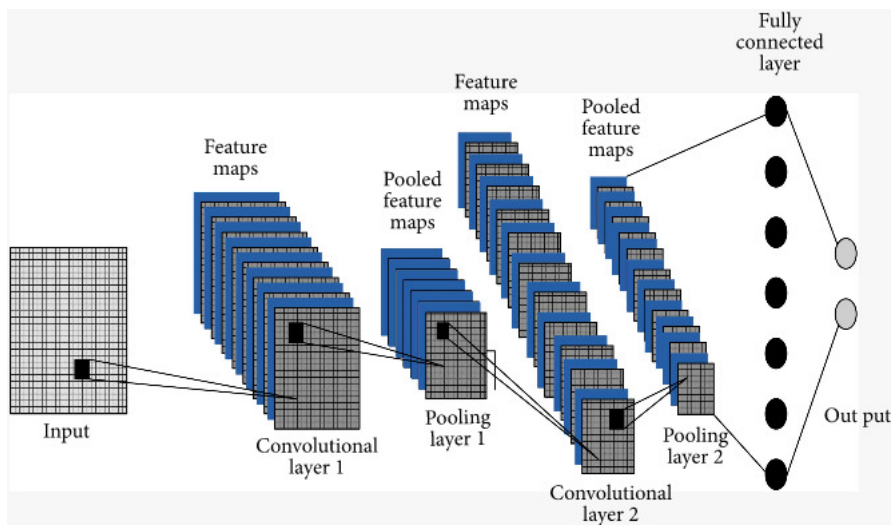 Fully
connected
layer
Feature
maps
Pooled
feature
maps
Feature
maps
Pooled
feature
maps
Input
Convolutional
layer 1
Pooling
layer 1
Convolutional
layer 2
Pooling
layer 2
Out put